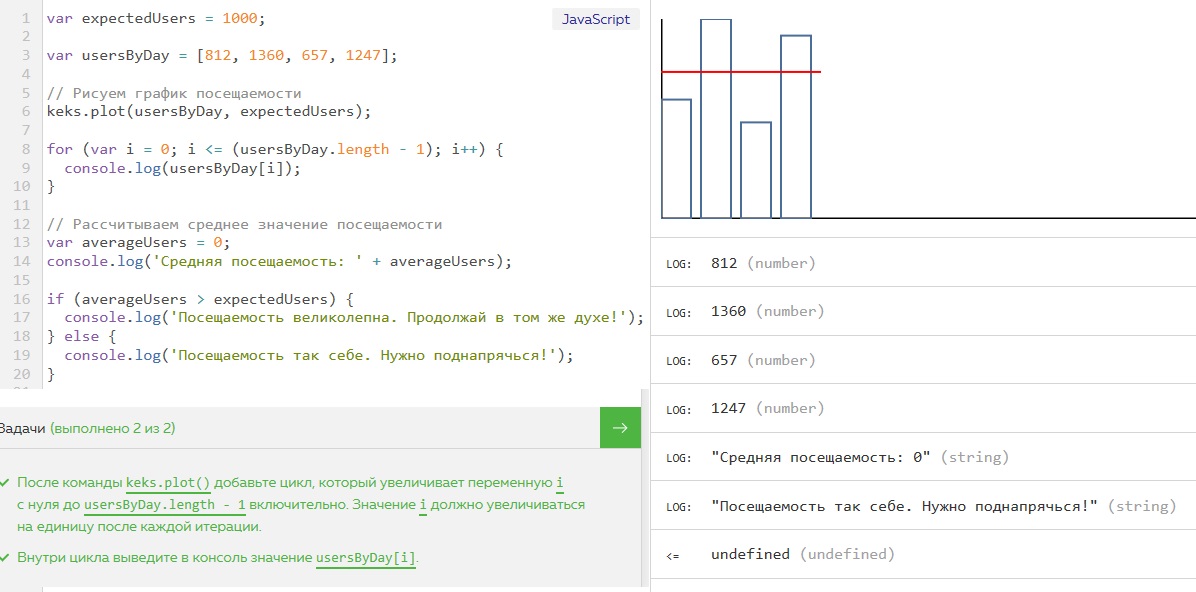 1 var expectedUsers = 1000;
JavaScript
2
3 var usersByDay = [812, 1360, 657, 1247];
4
5 // Рисуем график посещаемости
6 keks.plot(usersByDay, expectedUsers);
7
8 for (var i = 0; i <= (usersByDay.length - 1); i++) {
9 console.log(usersByDay[i]);
10 }
11
12 // Рассчитываем среднее значение посещаемости
13 var averageUsers = 0;
14 console.log('Средняя посещаемость: ' + averageUsers);
15
16 if (averageUsers > expectedUsers) {
17 console.log('Посещаемость великолепна. Продолжай в том же духе!');
18 } else {
19 console.log('Посещаемость так себе. Нужно поднапрячься!');
20 }
Задачи (выполнено 2 из 2)
После команды keks.plot() добавьте цикл, который увеличивает переменную i
с нуля до usersByDay.length - 1 включительно. Значение i должно увеличиваться
на единицу после каждой итерации.
Внутри цикла выведите в консоль значение usersByDay[i].
LOG: 812 (number)
LOG: 1360 (number)
LOG: 657 (number)
LOG: 1247 (number)
LOG: "Средняя посещаемость: 0" (string)
LOG: "Посещаемость так себе. Нужно поднапрячься!" (string)
<= undefined (undefined)